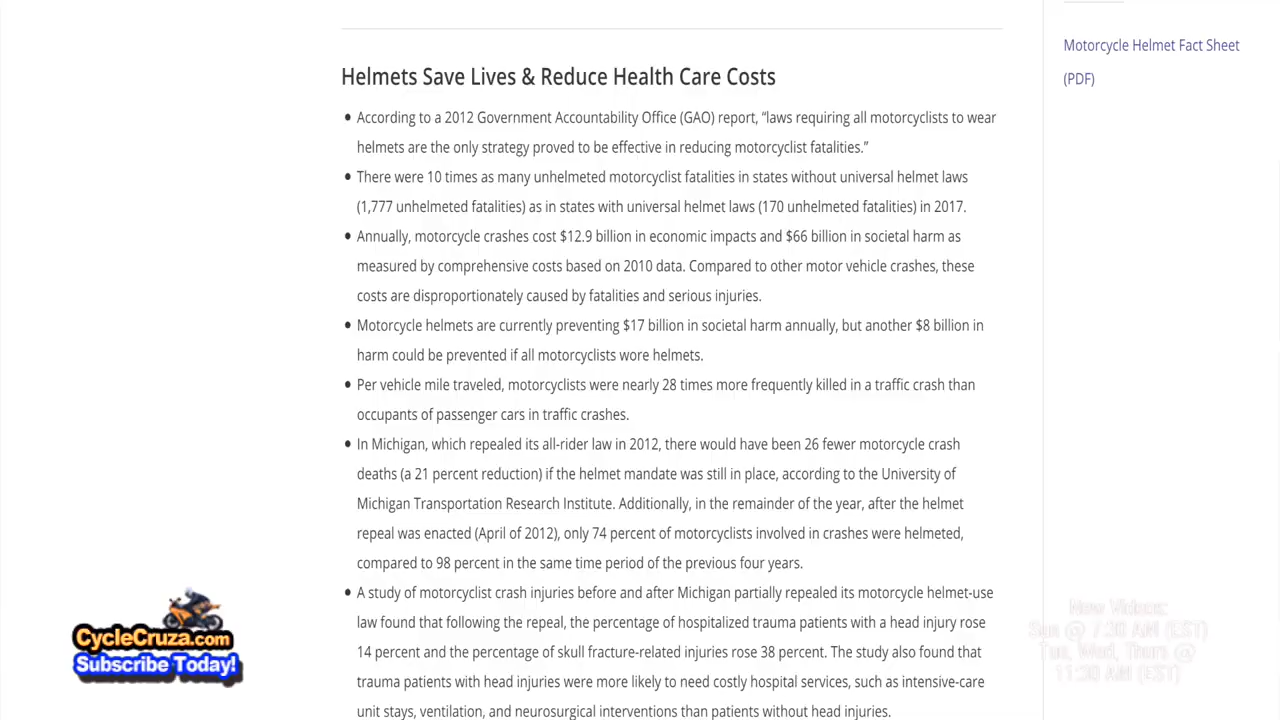 Motorcycle Helmet Fact Sheet
(PDF)
Helmets Save Lives & Reduce Health Care Costs
• According to a 2012 Government Accountability Office (GAO) report, “laws requiring all motorcyclists to wear
helmets are the only strategy proved to be effective in reducing motorcyclist fatalities.”
• There were 10 times as many unhelmeted motorcyclist fatalities in states without universal helmet laws
(1,777 unhelmeted fatalities) as in states with universal helmet laws (170 unhelmeted fatalities) in 2017.
• Annually, motorcycle crashes cost $12.9 billion in economic impacts and $66 billion in societal harm as
measured by comprehensive costs based on 2010 data. Compared to other motor vehicle crashes, these
costs are disproportionately caused by fatalities and serious injuries.
• Motorcycle helmets are currently preventing $17 billion in societal harm annually, but another $8 billion in
harm could be prevented if all motorcyclists wore helmets.
• Per vehicle mile traveled, motorcyclists were nearly 28 times more frequently killed in a traffic crash than
occupants of passenger cars in traffic crashes.
• In Michigan, which repealed its all-rider law in 2012, there would have been 26 fewer motorcycle crash
deaths (a 21 percent reduction) if the helmet mandate was still in place, according to the University of
Michigan Transportation Research Institute. Additionally, in the remainder of the year, after the helmet
repeal was enacted (April of 2012), only 74 percent of motorcyclists involved in crashes were helmeted,
compared to 98 percent in the same time period of the previous four years.
• A study of motorcyclist crash injuries before and after Michigan partially repealed its motorcycle helmet-use
law found that following the repeal, the percentage of hospitalized trauma patients with a head injury rose
14 percent and the percentage of skull fracture-related injuries rose 38 percent. The study also found that
trauma patients with head injuries were more likely to need costly hospital services, such as intensive-care
unit stays, ventilation, and neurosurgical interventions than patients without head injuries.
CycleCruza.com
Subscribe Today!
New Videos:
Sun @ 7:30 AM (EST)
Tue, Wed, Thurs @
11:30 AM (EST)